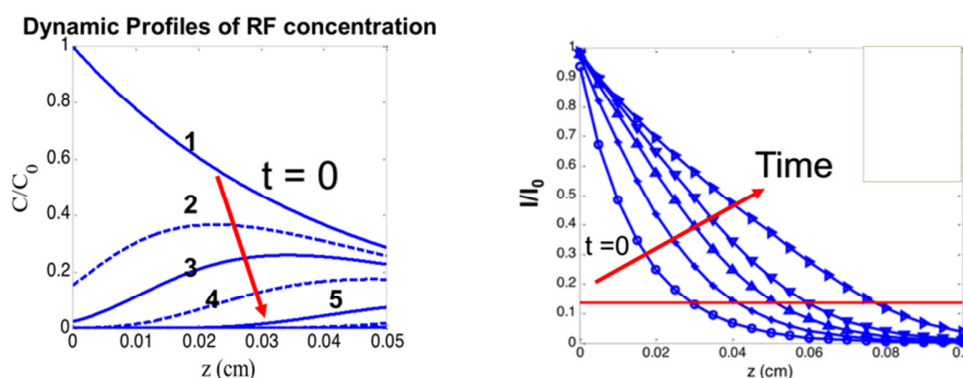 Dynamic Profiles of RF concentration
C/C0
1
0.8
0.6
0.4
0.2
0
1
2
3
4
5
t = 0
0 0.01 0.02 0.03 0.04 0.05
z (cm)
I/I0
1
0.9
0.8
0.7
0.6
0.5
0.4
0.3
0.2
0.1
0
Time
t =0
0 0.02 0.04 0.06 0.08
z (cm)